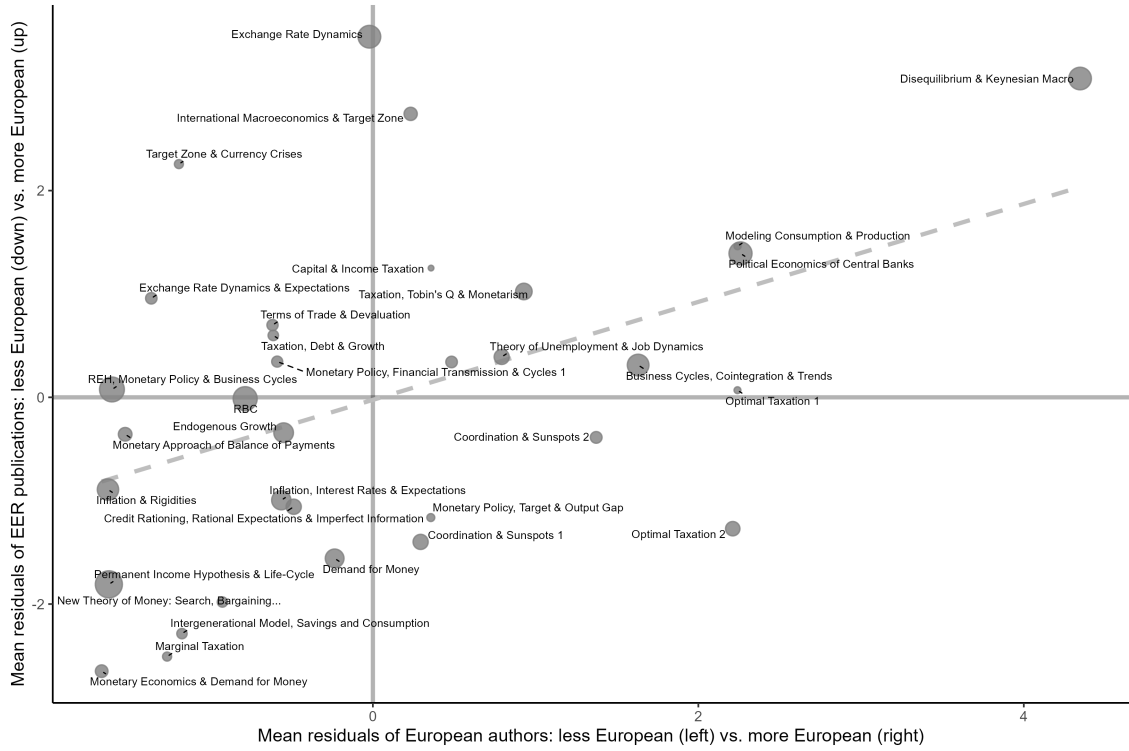 Mean residuals of EER publications: less European (down) vs. more European (up)
Exchange Rate Dynamics
Disequilibrium & Keynesian Macro
International Macroeconomics & Target Zone
Target Zone & Currency Crises
2
Modeling Consumption & Production
Political Economics of Central Banks
Capital & Income Taxation
Exchange Rate Dynamics & Expectations
Taxation, Tobin's Q & Monetarism
Terms of Trade & Devaluation
Taxation, Debt & Growth
Theory of Unemployment & Job Dynamics
Monetary Policy, Financial Transmission & Cycles 1
Business Cycles, Cointegration & Trends
REH, Monetary Policy & Business Cycles
0
Optimal Taxation 1
RBC
Endogenous Growth
Coordination & Sunspots 2
Monetary Approach of Balance of Payments
Inflation, Interest Rates & Expectations
Inflation & Rigidities
Monetary Policy, Target & Output Gap
Credit Rationing, Rational Expectations & Imperfect Information
Coordination & Sunspots 1
Optimal Taxation 2
Demand for Money
Permanent Income Hypothesis & Life-Cycle
New Theory of Money: Search, Bargaining...
-2
Intergenerational Model, Savings and Consumption
Marginal Taxation
Monetary Economics & Demand for Money
0
2
4
Mean residuals of European authors: less European (left) vs. more European (right)